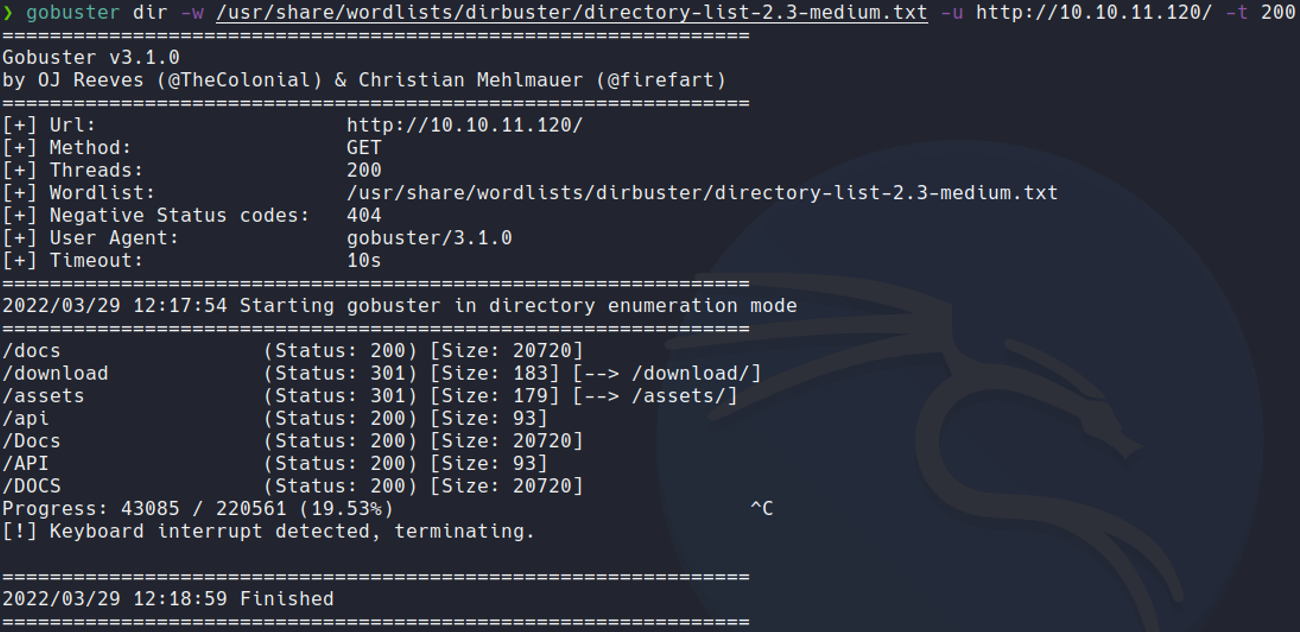 ❯ gobuster dir -w /usr/share/wordlists/dirbuster/directory-list-2.3-medium.txt -u http://10.10.11.120/ -t 200
===============================================================
Gobuster v3.1.0
by OJ Reeves (@TheColonial) & Christian Mehlmauer (@firefart)
===============================================================
[+] Url:                     http://10.10.11.120/
[+] Method:                  GET
[+] Threads:                 200
[+] Wordlist:                /usr/share/wordlists/dirbuster/directory-list-2.3-medium.txt
[+] Negative Status codes:   404
[+] User Agent:              gobuster/3.1.0
[+] Timeout:                 10s
===============================================================
2022/03/29 12:17:54 Starting gobuster in directory enumeration mode
===============================================================
/docs                 (Status: 200) [Size: 20720]
/download             (Status: 301) [Size: 183] [--> /download/]
/assets               (Status: 301) [Size: 179] [--> /assets/]
/api                  (Status: 200) [Size: 93]
/Docs                 (Status: 200) [Size: 20720]
/API                  (Status: 200) [Size: 93]
/DOCS                 (Status: 200) [Size: 20720]
Progress: 43085 / 220561 (19.53%)                              ^C
[!] Keyboard interrupt detected, terminating.
===============================================================
2022/03/29 12:18:59 Finished
===============================================================